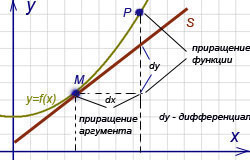 y
P
S
приращение
функции
dy
M
y=f(x)
dx
приращение
аргумента
dy - дифференциал
x